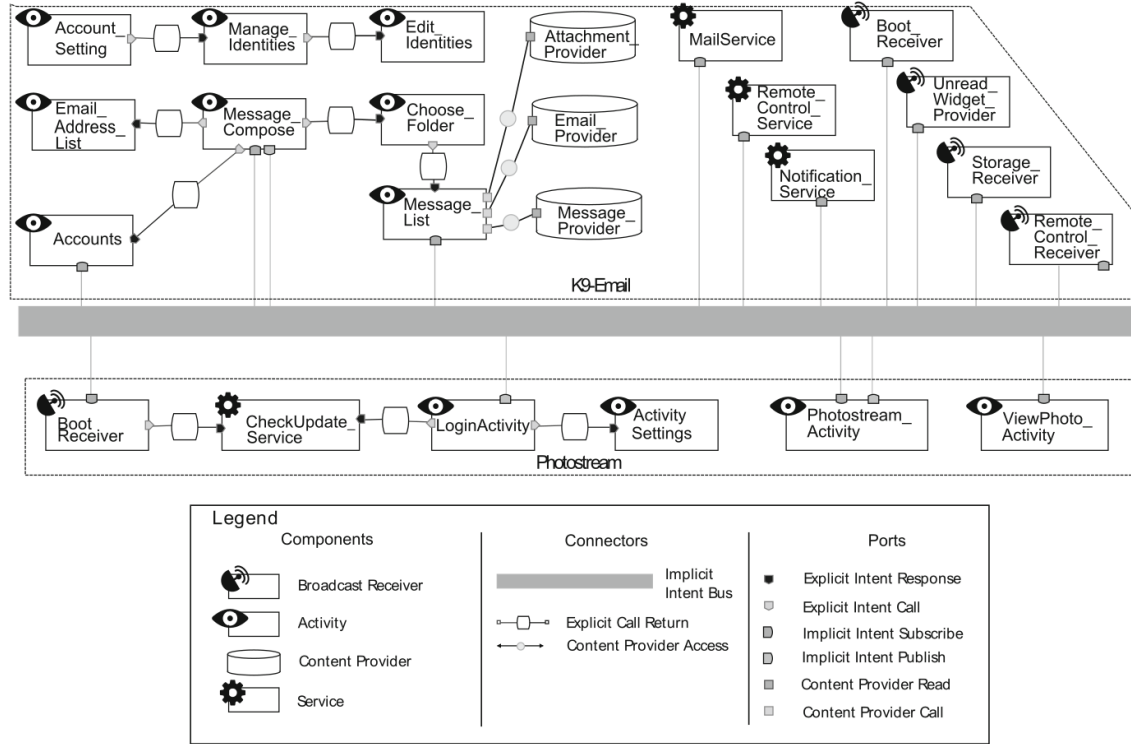 Account_
Setting
Manage_
Identities
Edit_
Identities
Attachment_
Provider
MailService
Boot_
Receiver
Email_
Address_
List
Message_
Compose
Choose_
Folder
Email_
Provider
Remote_
Control_
Service
Unread_
Widget_
Provider
Notification_
Service
Storage_
Receiver
Accounts
Message_
List
Message_
Provider
Remote_
Control_
Receiver
K9-Email
Boot
Receiver
CheckUpdate_
Service
LoginActivity
Activity
Settings
Photostream_
Activity
ViewPhoto_
Activity
Photostream
Legend
Components
Broadcast Receiver
Activity
Content Provider
Service
Connectors
Implicit
Intent Bus
Explicit Call Return
Content Provider Access
Ports
Explicit Intent Response
Explicit Intent Call
Implicit Intent Subscribe
Implicit Intent Publish
Content Provider Read
Content Provider Call